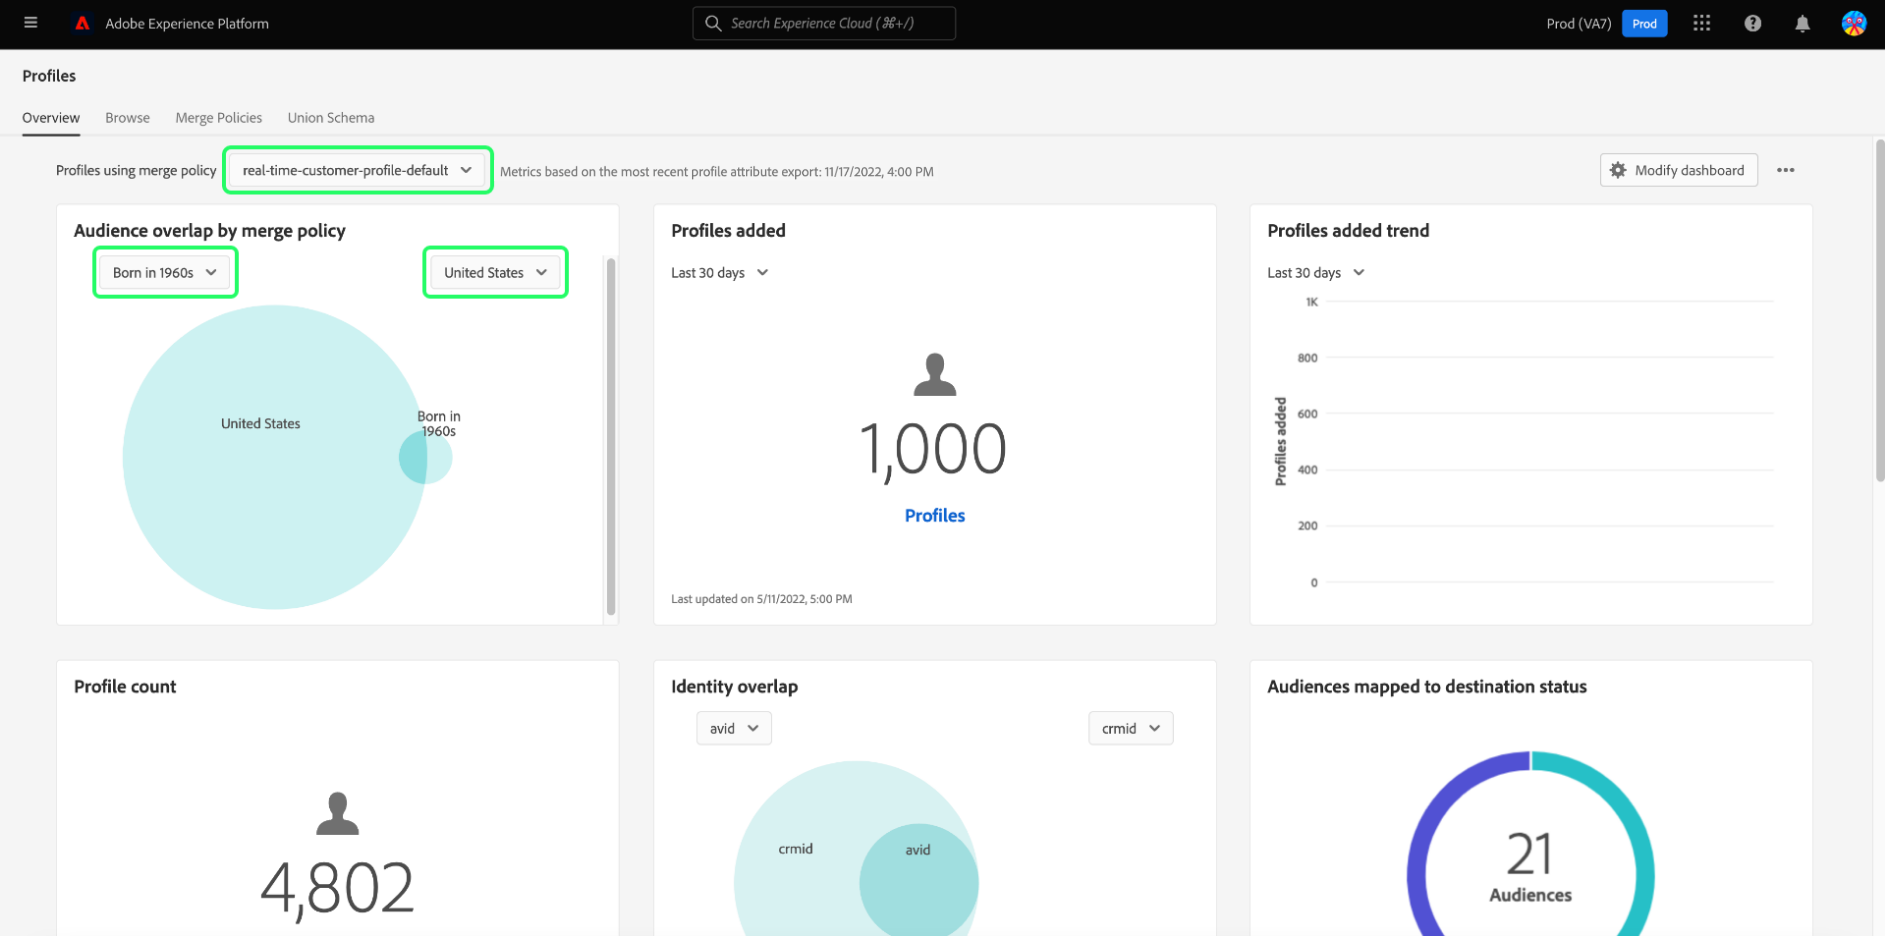 Adobe Experience Platform
Search Experience Cloud (⌘+/)
Prod (VA7)
Prod
Profiles
Overview
Browse
Merge Policies
Union Schema
Profiles using merge policy
real-time-customer-profile-default
Metrics based on the most recent profile attribute export: 11/17/2022, 4:00 PM
Modify dashboard
Audience overlap by merge policy
Born in 1960s
United States
United States
Born in
1960s
Profiles added
Last 30 days
1,000
Profiles
Last updated on 5/11/2022, 5:00 PM
Profiles added trend
Last 30 days
Profiles added
1K
800
600
400
200
0
Profile count
4,802
Identity overlap
avid
crmid
crmid
avid
Audiences mapped to destination status
21
Audiences